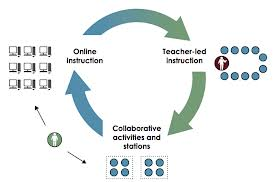 Online
Instruction
Teacher-led
instruction
Collaborative
activities and
stations